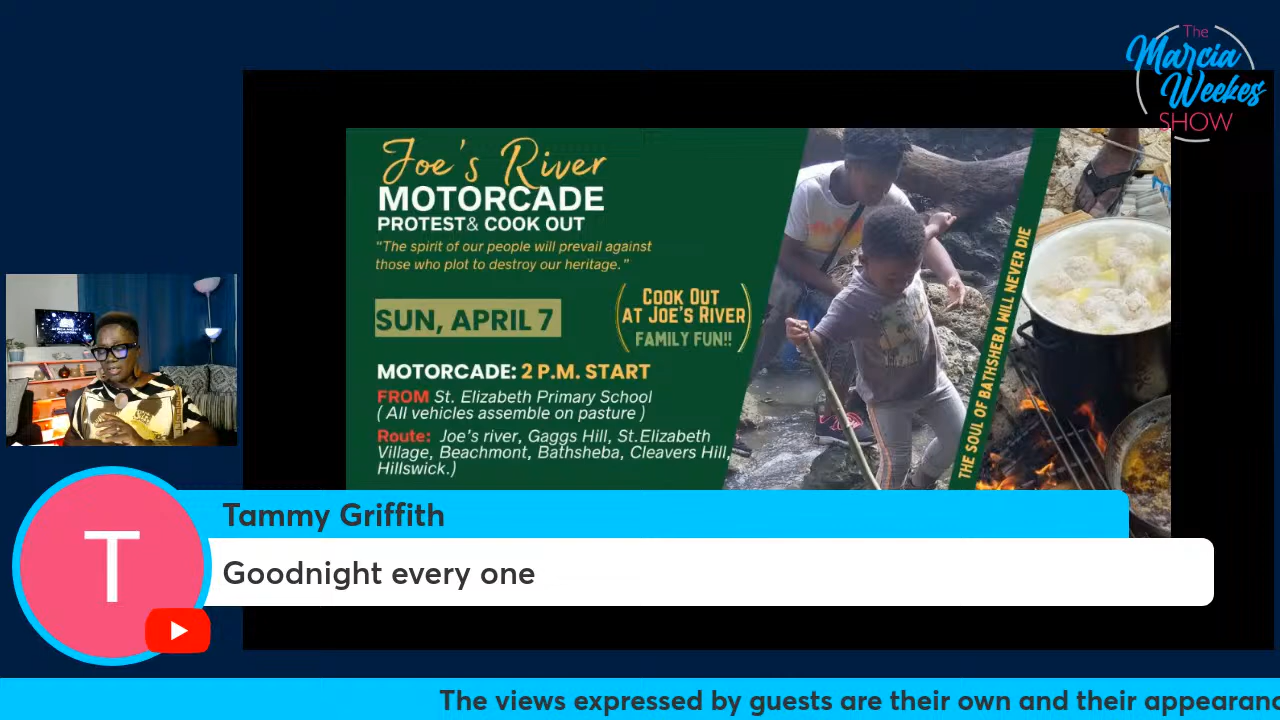 The
Marcia
Weekes
SHOW
Joe's River
MOTORCADE
PROTEST& COOK OUT
“The spirit of our people will prevail against
those who plot to destroy our heritage.”
SUN, APRIL 7
COOK OUT
AT JOE'S RIVER
FAMILY FUN!!
MOTORCADE: 2 P.M. START
FROM St. Elizabeth Primary School
( All vehicles assemble on pasture )
Route: Joe's river, Gaggs Hill, St.Elizabeth
Village, Beachmont, Bathsheba, Cleavers Hill,
Hillswick.)
THE SOUL OF BATHSHEBA WILL NEVER DIE
T
Tammy Griffith
Goodnight every one
The views expressed by guests are their own and their